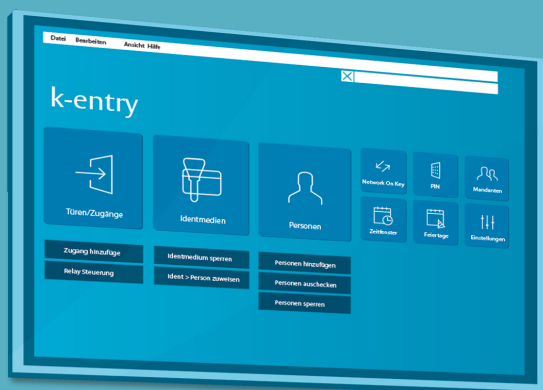 Datei Bearbeiten Ansicht Hilfe
k-entry
Türen/Zugänge
Identmedien
Personen
Network On Key
PIN
Mandanten
Zeitfenster
Feiertage
Einstellungen
Zugang hinzufüge
Relay Steuerung
Identmedium sperren
Ident > Person zuweisen
Personen hinzufügen
Personen auschecken
Personen sperren